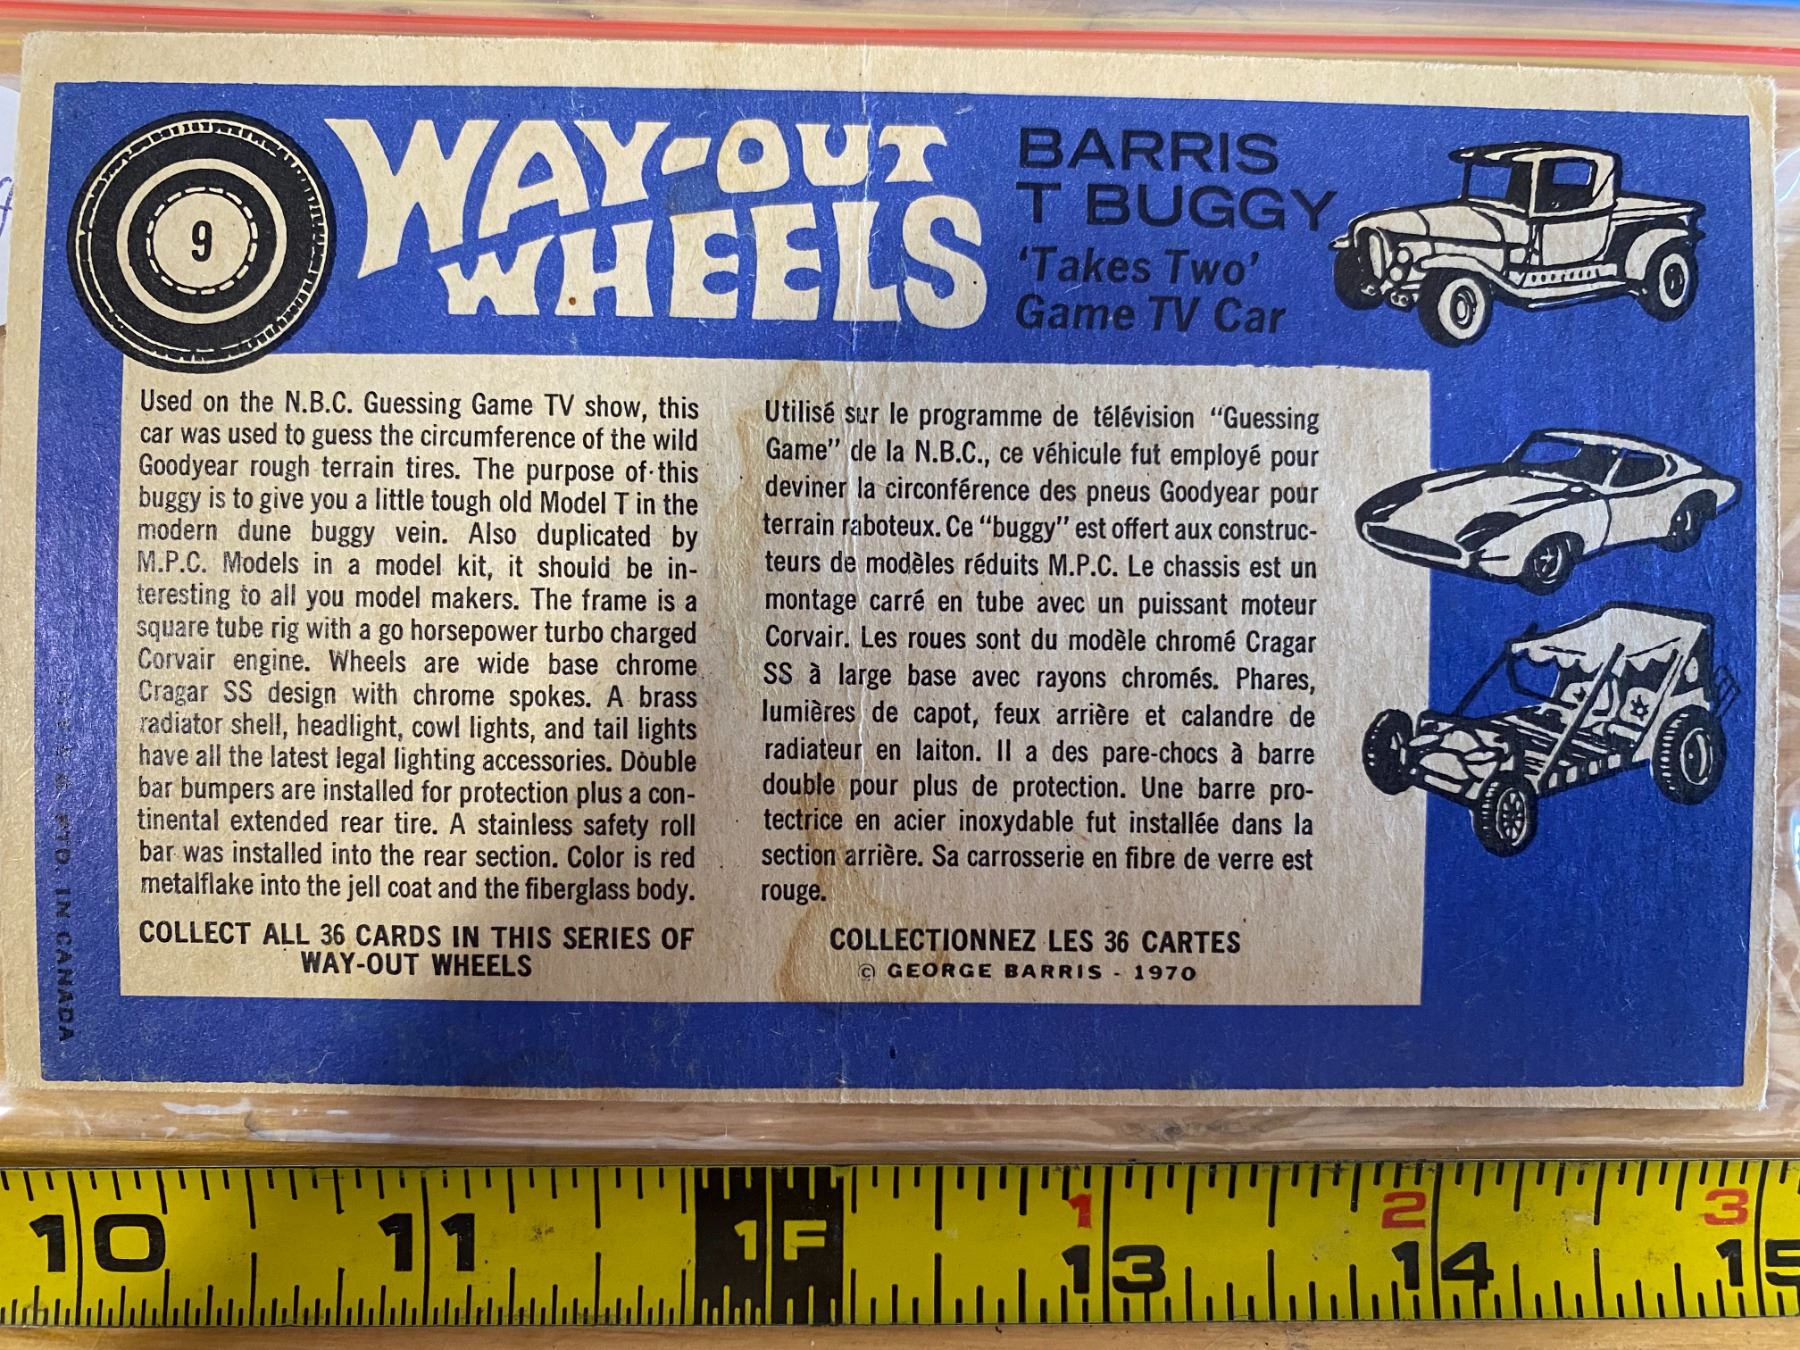 9
WAY-OUT
WHEELS
BARRIS
T BUGGY
'Takes Two'
Game TV Car
Used on the N.B.C. Guessing Game TV show, this
car was used to guess the circumference of the wild
Goodyear rough terrain tires. The purpose of this
buggy is to give you a little tough old Model T in the
modern dune buggy vein. Also duplicated by
M.P.C. Models in a model kit, it should be in-
teresting to all you model makers. The frame is a
square tube rig with a go horsepower turbo charged
Corvair engine. Wheels are wide base chrome
Cragar SS design with chrome spokes. A brass
radiator shell, headlight, cowl lights, and tail lights
have all the latest legal lighting accessories. Double
bar bumpers are installed for protection plus a con-
tinental extended rear tire. A stainless safety roll
bar was installed into the rear section. Color is red
metalflake into the jell coat and the fiberglass body.
COLLECT ALL 36 CARDS IN THIS SERIES OF
WAY-OUT WHEELS
Utilisé sur le programme de télévision “Guessing
Game” de la N.B.C., ce véhicule fut employé pour
deviner la circonférence des pneus Goodyear pour
terrain raboteux. Ce “buggy” est offert aux construc-
teurs de modèles réduits M.P.C. Le chassis est un
montage carré en tube avec un puissant moteur
Corvair. Les roues sont du modèle chromé Cragar
SS à large base avec rayons chromés. Phares,
lumières de capot, feux arrière et calandre de
radiateur en laiton. Il a des pare-chocs à barre
double pour plus de protection. Une barre pro-
tectrice en acier inoxydable fut installée dans la
section arrière. Sa carrosserie en fibre de verre est
rouge.
COLLECTIONNEZ LES 36 CARTES
© GEORGE BARRIS - 1970
PTD. IN CANADA
10 11 1F 1 13 2 14 3 15